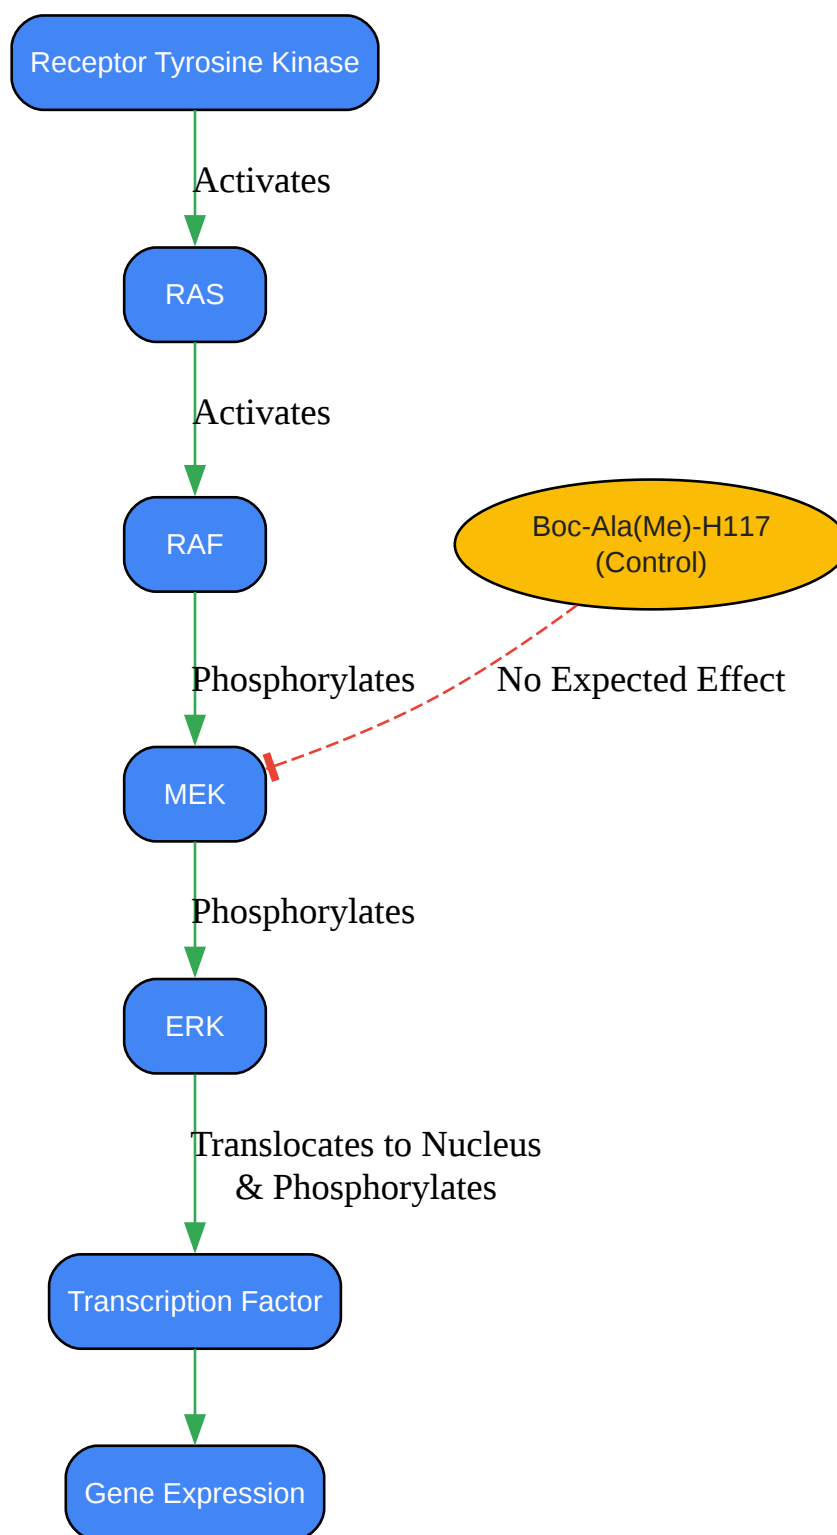 Receptor Tyrosine Kinase
Activates
RAS
Activates
RAF
Boc-Ala(Me)-H117
(Control)
Phosphorylates
No Expected Effect
MEK
Phosphorylates
ERK
Translocates to Nucleus
& Phosphorylates
Transcription Factor
Gene Expression